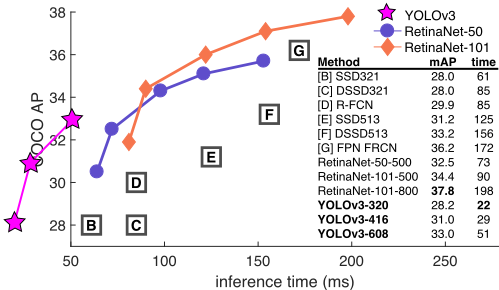 YOLOv3
RetinaNet-50
RetinaNet-101
Method mAP time
[B] SSD321 28.0 61
[C] DSSD321 28.0 85
[D] R-FCN 29.9 85
[E] SSD513 31.2 125
[F] DSSD513 33.2 156
[G] FPN FRCN 36.2 172
RetinaNet-50-500 32.5 73
RetinaNet-101-500 34.4 90
RetinaNet-101-800 37.8 198
YOLOv3-320 28.2 22
YOLOv3-416 31.0 29
YOLOv3-608 33.0 51
38
36
34
32
30
28
COCO AP
G
F
E
D
B
C
50 100 150 200 250
inference time (ms)